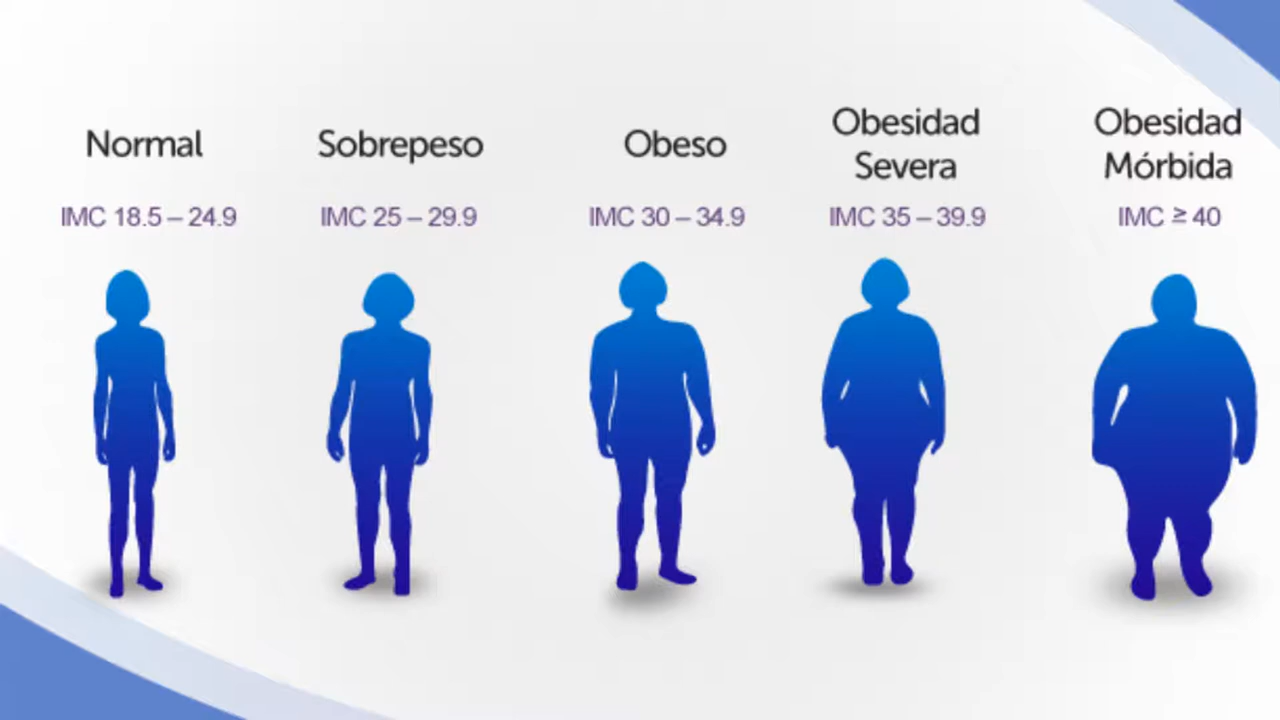 Normal
IMC 18.5 – 24.9
Sobrepeso
IMC 25 – 29.9
Obeso
IMC 30 – 34.9
Obesidad
Severa
IMC 35 – 39.9
Obesidad
Mórbida
IMC ≥ 40